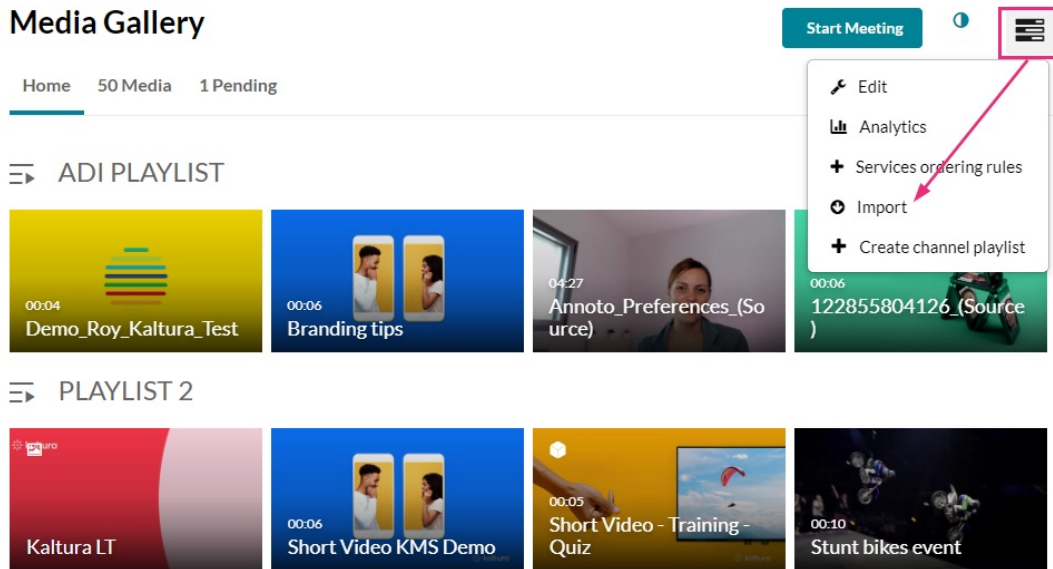 Media Gallery
Start Meeting
Home 50 Media 1 Pending
Edit
Analytics
Services ordering rules
Import
Create channel playlist
ADI PLAYLIST
00:04
Demo_Roy_Kaltura_Test
00:06
Branding tips
04:27
Annoto_Preferences_(So
urce)
00:06
122855804126_(Source
)
PLAYLIST 2
Kaltura LT
00:06
Short Video KMS Demo
00:05
Short Video - Training -
Quiz
kaltura
00:10
Stunt bikes event